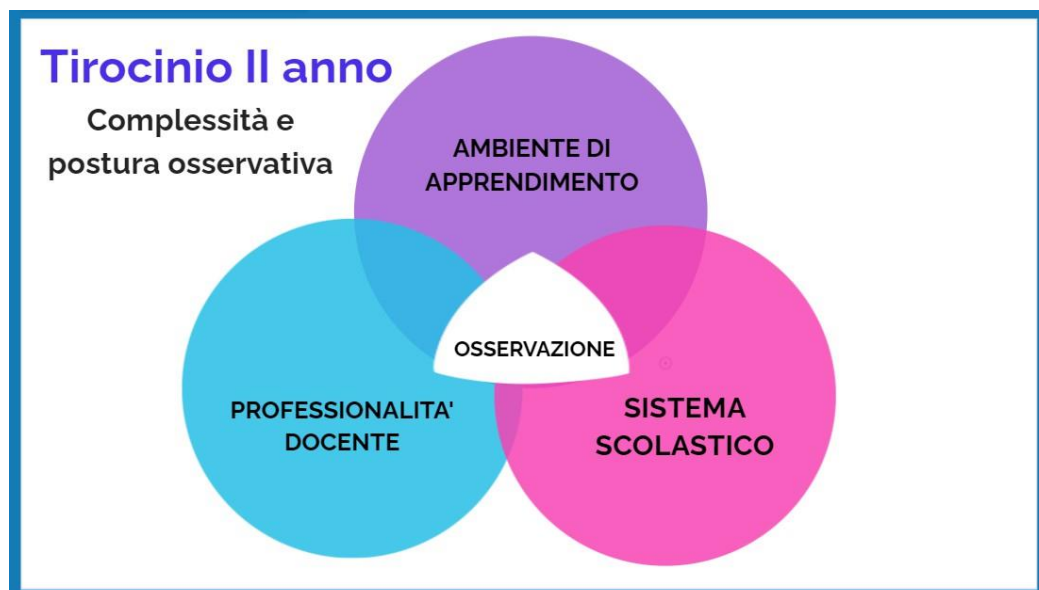 Tirocinio II anno
Complessità e
postura osservativa
AMBIENTE DI
APPRENDIMENTO
OSSERVAZIONE
PROFESSIONALITA'
DOCENTE
SISTEMA
SCOLASTICO